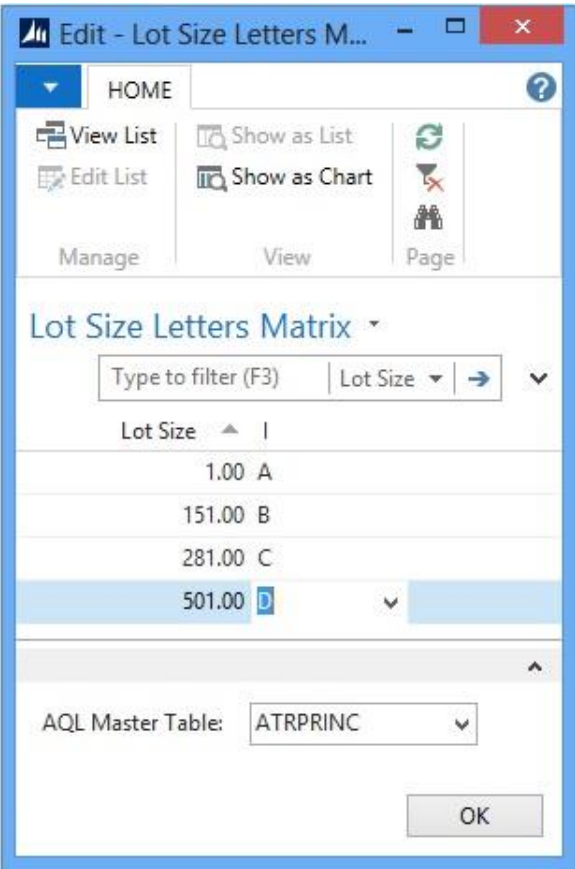 Edit - Lot Size Letters M...
HOME
View List
Show as List
Edit List
Show as Chart
Manage
View
Page
Lot Size Letters Matrix
Type to filter (F3) Lot Size
Lot Size I
1.00 A
151.00 B
281.00 C
501.00 D
AQL Master Table: ATRPRINC
OK